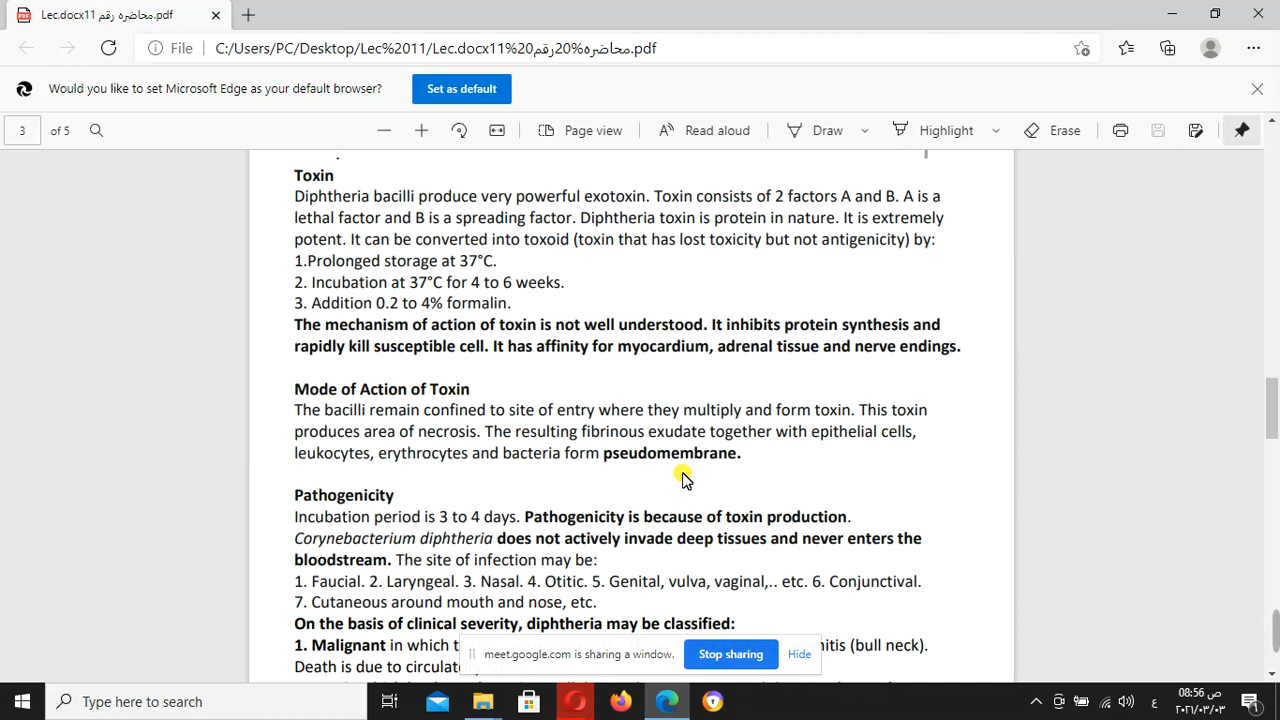 Lec.docx11 محاضره رقم.pdf
File
C:/Users/PC/Desktop/Lec%2011/Lec.docx11%20محاضره%20رقم.pdf
Would you like to set Microsoft Edge as your default browser?
Set as default
3 of 5
Page view
Read aloud
Draw
Highlight
Erase
Toxin
Diphtheria bacilli produce very powerful exotoxin. Toxin consists of 2 factors A and B. A is a
lethal factor and B is a spreading factor. Diphtheria toxin is protein in nature. It is extremely
potent. It can be converted into toxoid (toxin that has lost toxicity but not antigenicity) by:
1.Prolonged storage at 37°C.
2. Incubation at 37°C for 4 to 6 weeks.
3. Addition 0.2 to 4% formalin.
The mechanism of action of toxin is not well understood. It inhibits protein synthesis and
rapidly kill susceptible cell. It has affinity for myocardium, adrenal tissue and nerve endings.
Mode of Action of Toxin
The bacilli remain confined to site of entry where they multiply and form toxin. This toxin
produces area of necrosis. The resulting fibrinous exudate together with epithelial cells,
leukocytes, erythrocytes and bacteria form pseudomembrane.
Pathogenicity
Incubation period is 3 to 4 days. Pathogenicity is because of toxin production.
Corynebacterium diphtheria does not actively invade deep tissues and never enters the
bloodstream. The site of infection may be:
1. Faucial. 2. Laryngeal. 3. Nasal. 4. Otitic. 5. Genital, vulva, vaginal,.. etc. 6. Conjunctival.
7. Cutaneous around mouth and nose, etc.
On the basis of clinical severity, diphtheria may be classified:
1. Malignant in which t
nitis (bull neck).
Death is due to circulat
meet.google.com is sharing a window.
Stop sharing
Hide
Type here to search
ع
08:56 ص
٢٠٢١/٠٣/٠٣
1